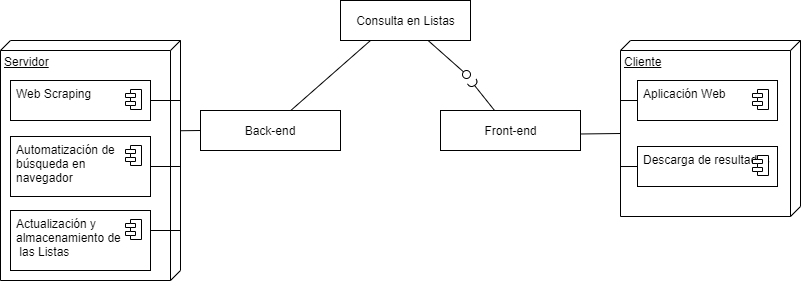 Consulta en Listas
Servidor
Web Scraping
Automatización de
búsqueda en
navegador
Actualización y
almacenamiento de
las Listas
Back-end
Front-end
Cliente
Aplicación Web
Descarga de resultad